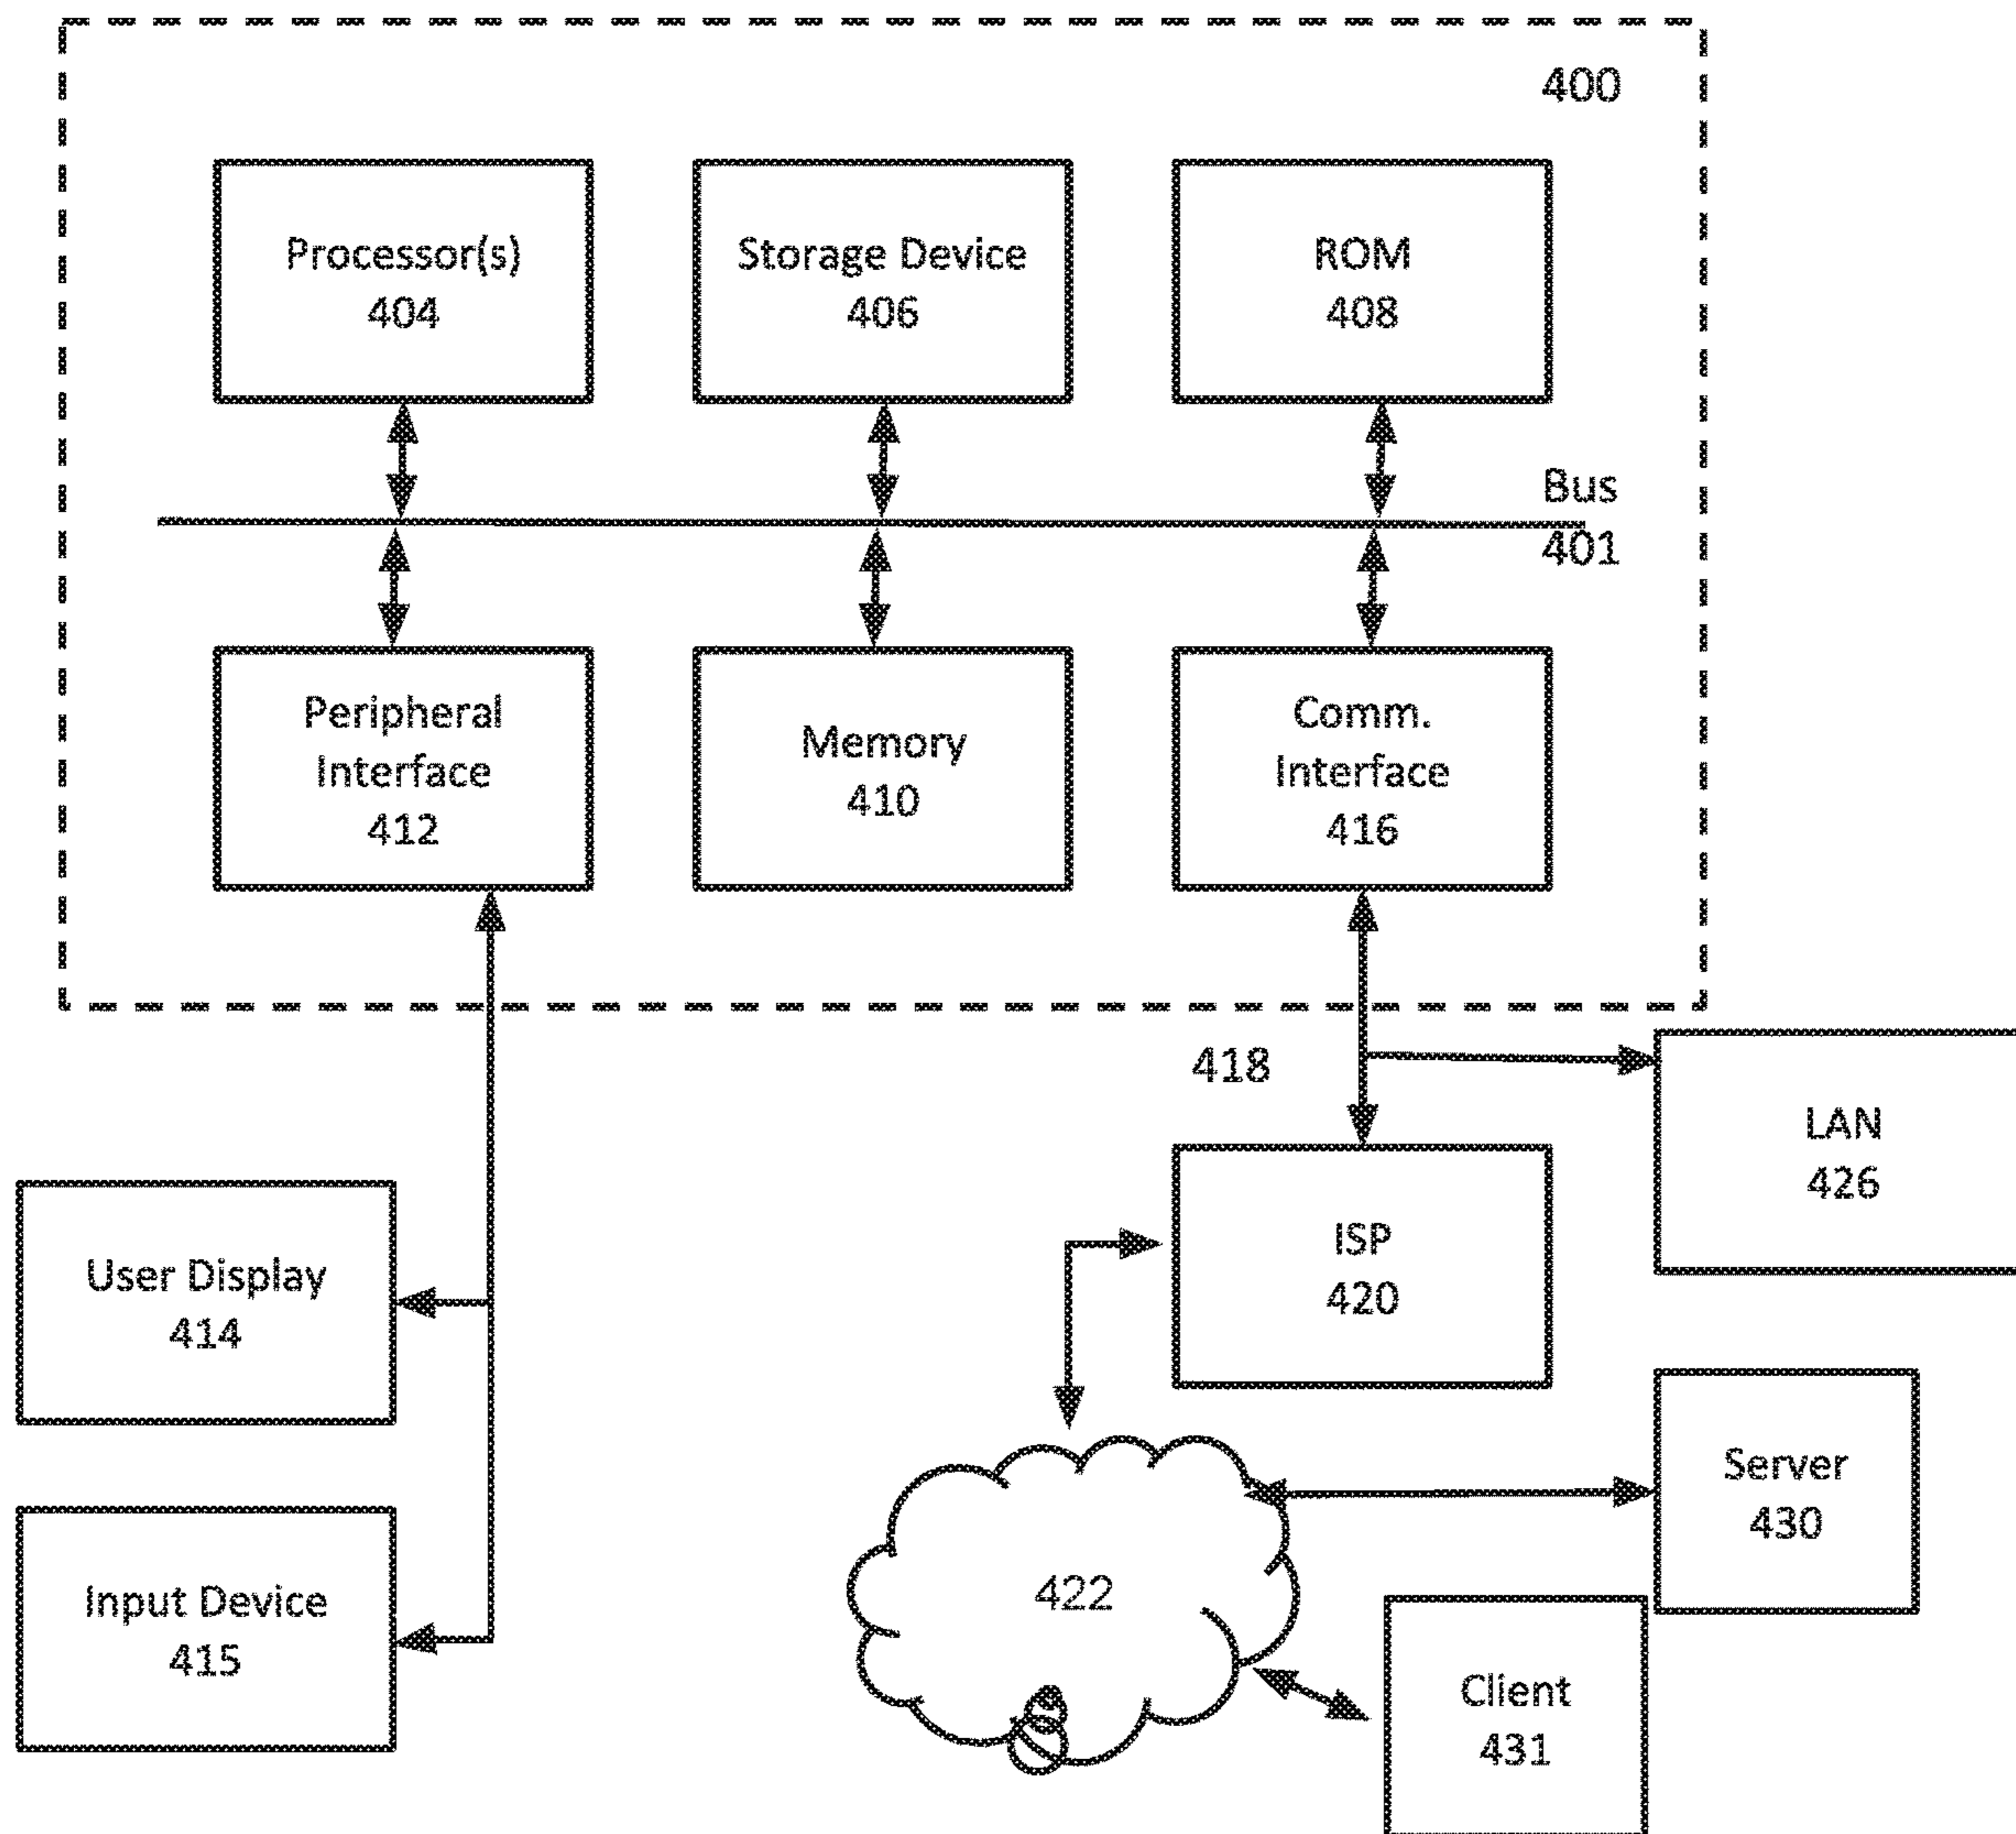 400
Processor(s)
404
Storage Device
406
ROM
408
Bus
401
Peripheral
Interface
412
Memory
410
Comm.
Interface
416
418
LAN
426
ISP
420
User Display
414
Server
430
Input Device
415
422
Client
431